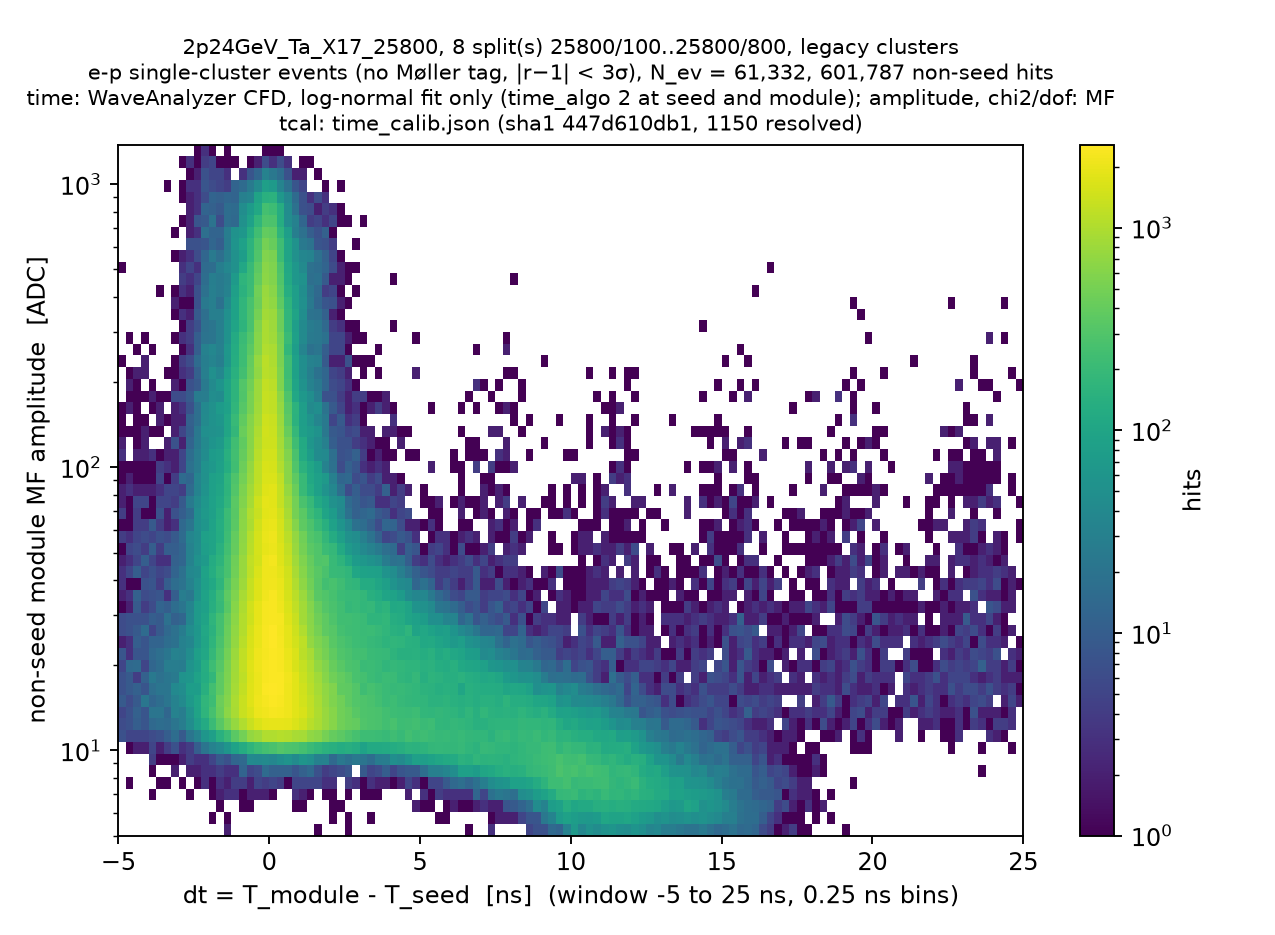 2p24GeV_Ta_X17_25800, 8 split(s) 25800/100..25800/800, legacy clusters
e-p single-cluster events (no Møller tag, |r−1| < 3σ), N_ev = 61,332, 601,787 non-seed hits
time: WaveAnalyzer CFD, log-normal fit only (time_algo 2 at seed and module); amplitude, chi2/dof: MF
tcal: time_calib.json (sha1 447d610db1, 1150 resolved)
non-seed module MF amplitude [ADC]
10³
10²
10¹
−5 0 5 10 15 20 25
dt = T_module - T_seed [ns] (window -5 to 25 ns, 0.25 ns bins)
10³
10²
10¹
10⁰
hits